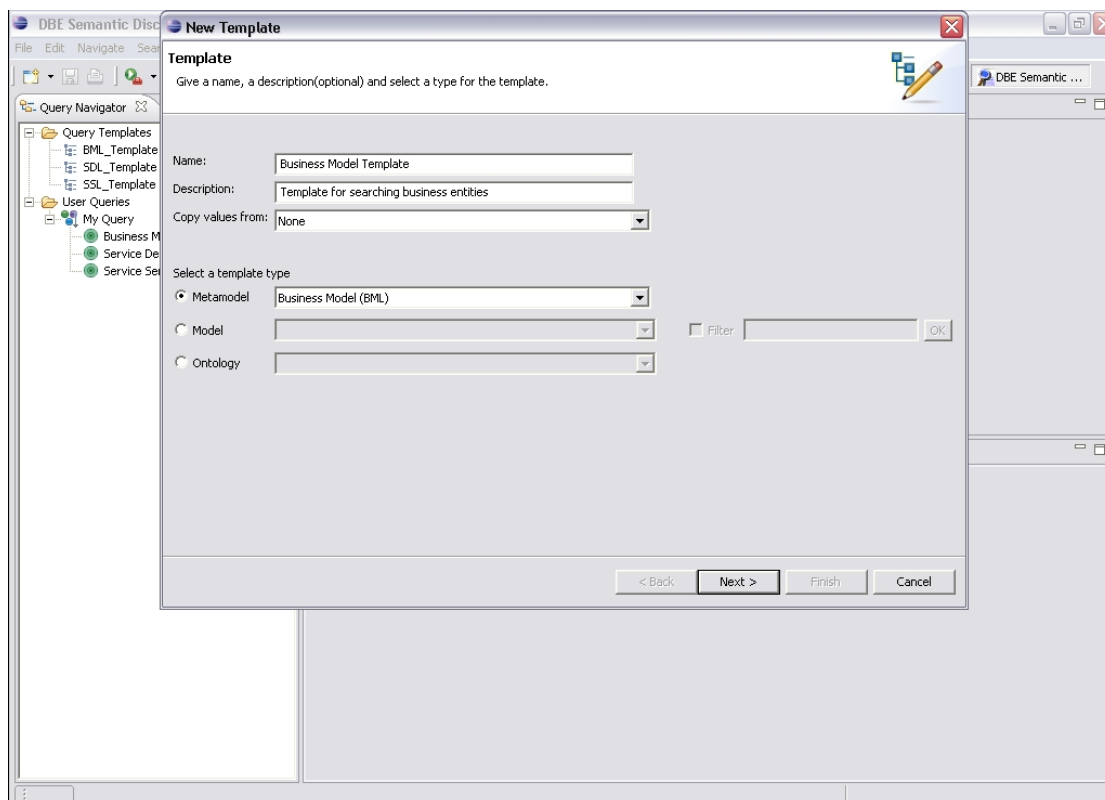 DBE Semantic Disc
New Template
File Edit Navigate Sear
Template
Give a name, a description(optional) and select a type for the template.
DBE Semantic ...
Query Navigator
Query Templates
BML_Template
SDL_Template
SSL_Template
User Queries
My Query
Business M
Service De
Service Se
Name:
Business Model Template
Description:
Template for searching business entities
Copy values from:
None
Select a template type
Metamodel
Business Model (BML)
Model
Filter
OK
Ontology
< Back
Next >
Finish
Cancel